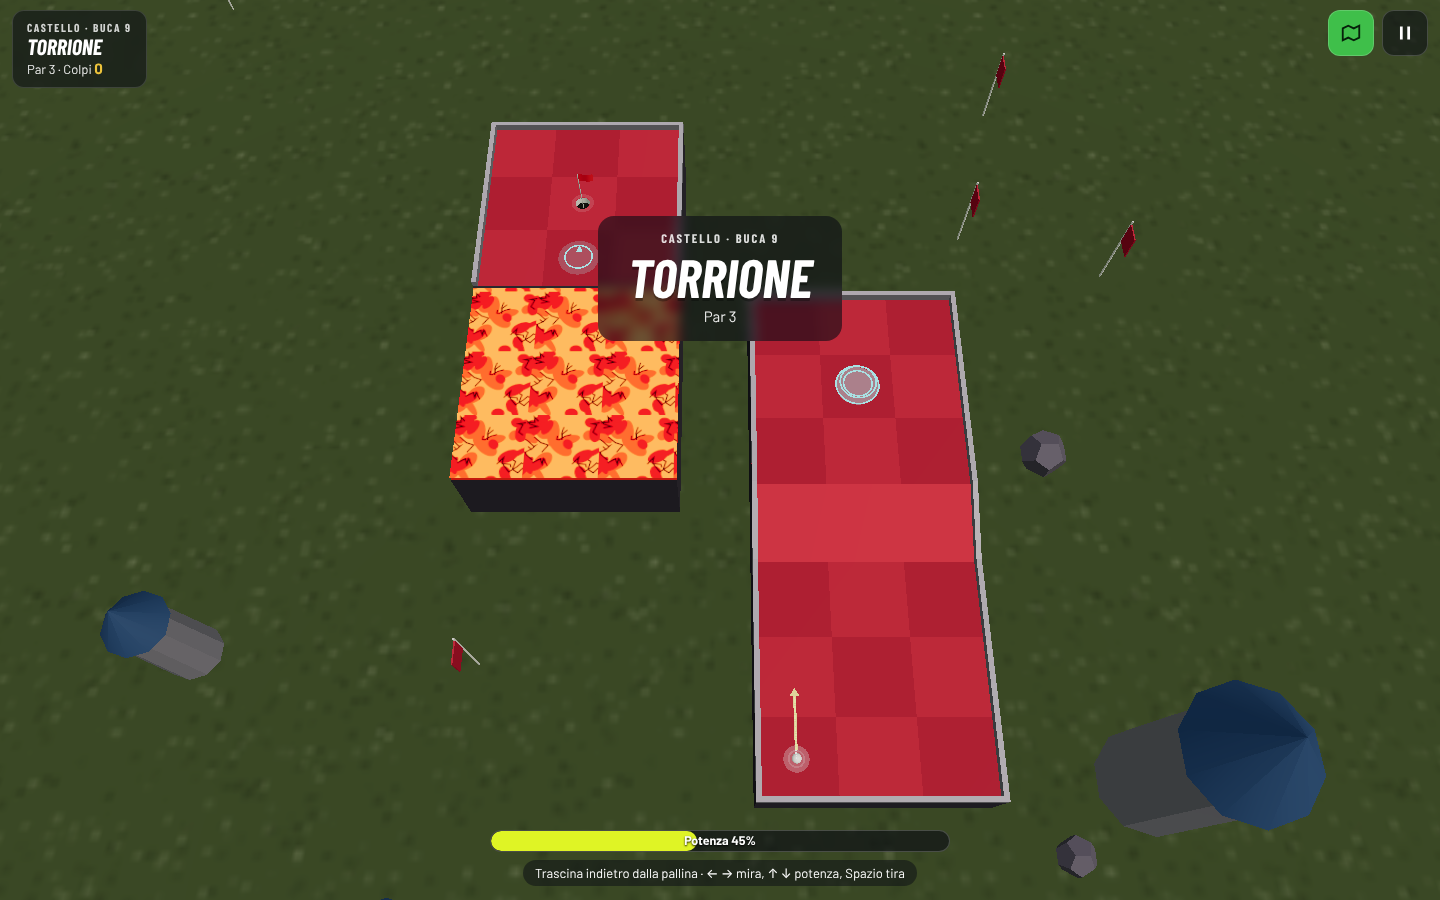 CASTELLO · BUCA 9
TORRIONE
Par 3 · Colpi 0
CASTELLO · BUCA 9
TORRIONE
Par 3
Potenza 45%
Trascina indietro dalla pallina · ← → mira, ↑ ↓ potenza, Spazio tira